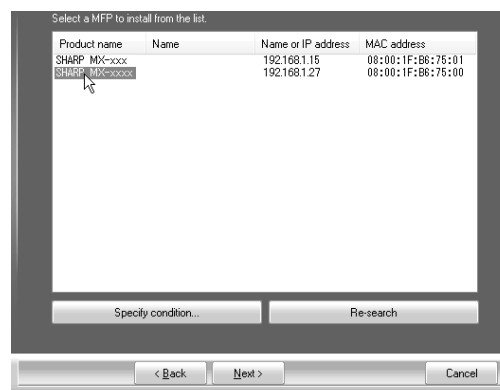 Select a MFP to install from the list.
Product name Name Name or IP address MAC address
SHARP MX-xxx 192.168.1.15 08:00:1F:B6:75:01
SHARP MX-xxxx 192.168.1.27 08:00:1F:B6:75:00
Specify condition... Re-search
< Back Next > Cancel